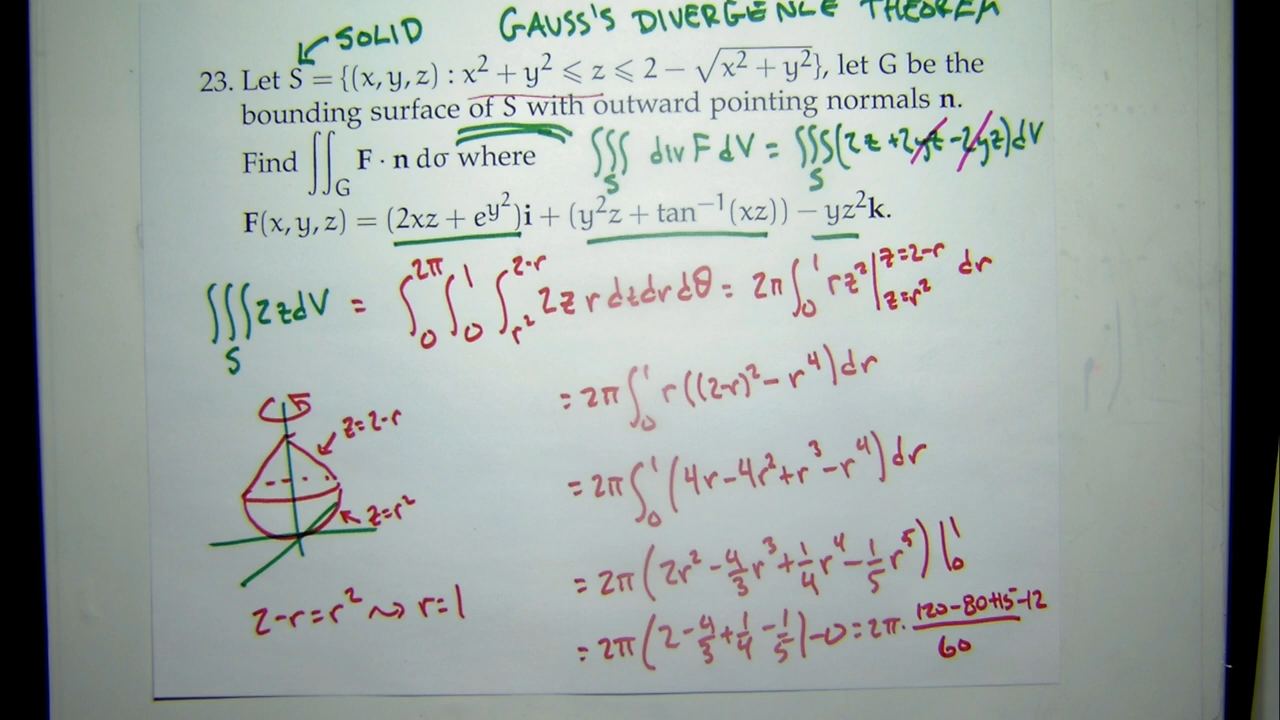 SOLID GAUSS'S DIVERGENCE THEOREM
23. Let S = {(x, y, z) : x² + y² ⩽ z ⩽ 2 − √(x² + y²)}, let G be the
bounding surface of S with outward pointing normals n.
Find ∬_G F · n dσ where ∭_S div F dV = ∭_S (2z + 2yz − 2yz) dV
F(x, y, z) = (2xz + e^{y²})i + (y²z + tan⁻¹(xz)) − yz²k.
∭_S 2z dV = ∫_0^{2π} ∫_0^1 ∫_{r²}^{2-r} 2z r dz dr dθ = 2π ∫_0^1 r z² |_{z=r²}^{z=2-r} dr
= 2π ∫_0^1 r((2-r)² − r⁴) dr
z=2-r
= 2π ∫_0^1 (4r − 4r² + r³ − r⁴) dr
z=r²
= 2π (2r² − 4/3 r³ + 1/4 r⁴ − 1/5 r⁵) |_0^1
2-r=r² ⇝ r=1
= 2π (2 − 4/3 + 1/4 − 1/5) − 0 = 2π · (120 − 80 + 15 − 12)/60